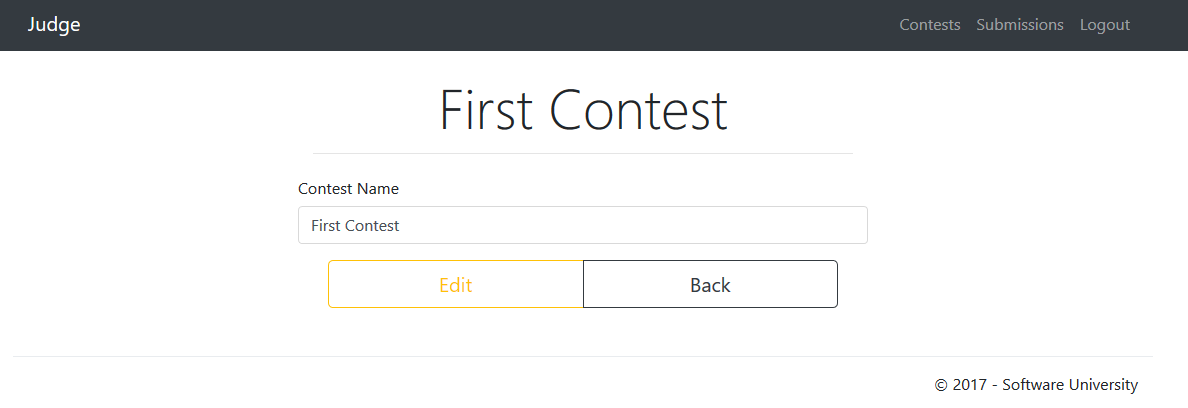 Judge Contests Submissions Logout
First Contest
Contest Name
First Contest
Edit Back
© 2017 - Software University